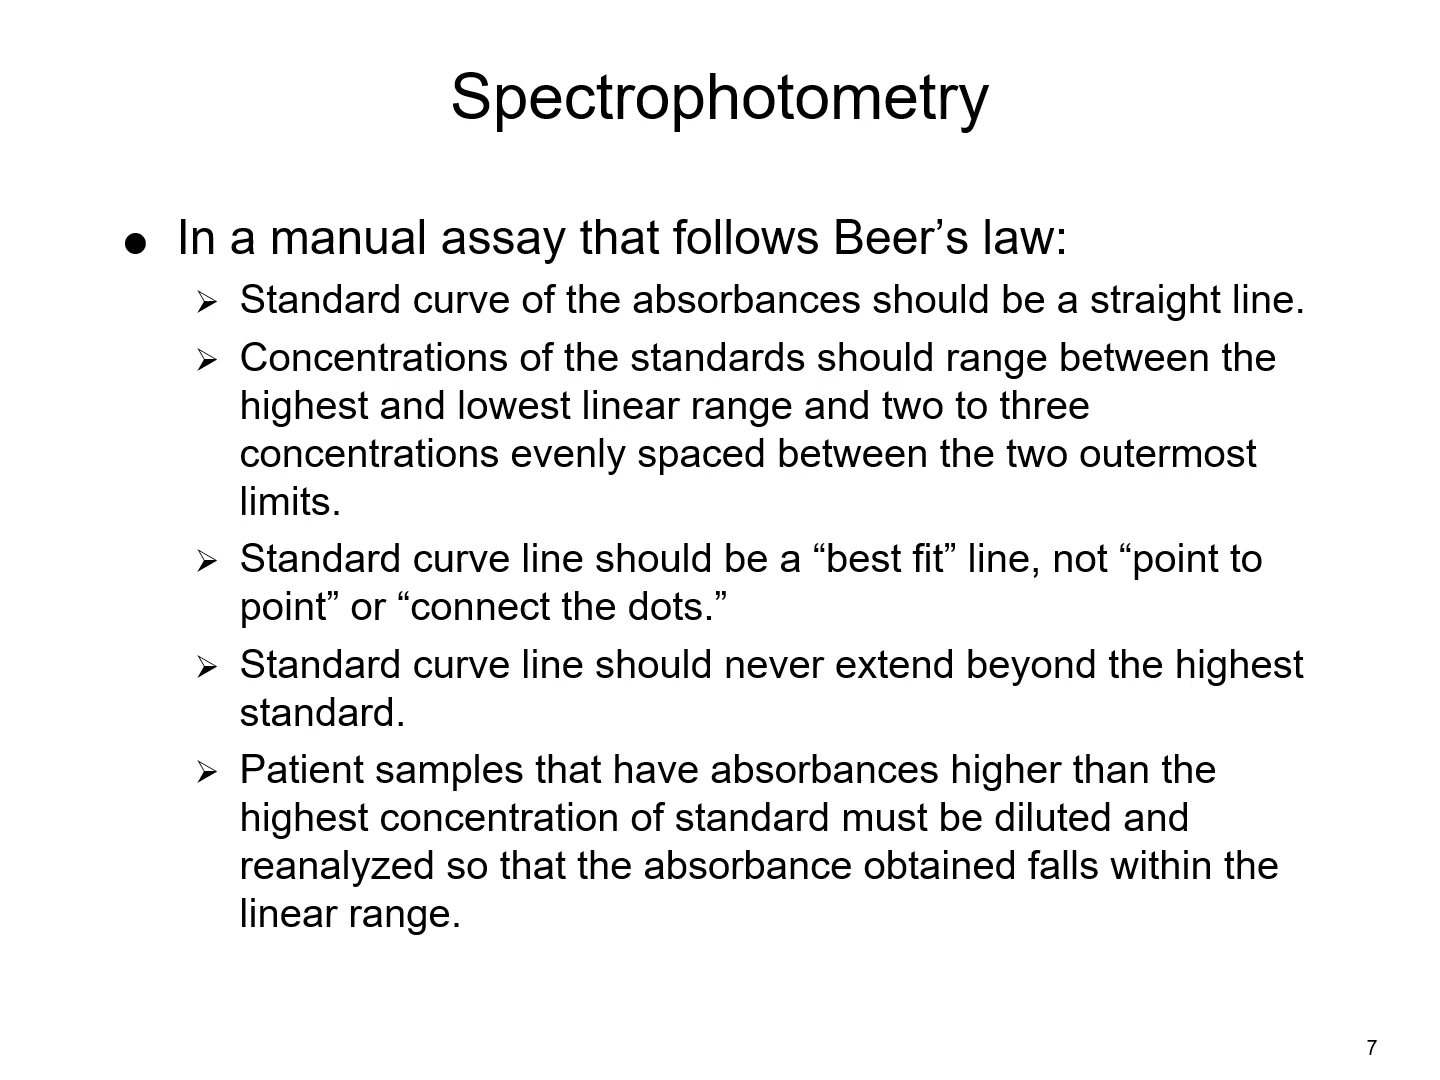 Spectrophotometry
● In a manual assay that follows Beer’s law:
➢ Standard curve of the absorbances should be a straight line.
➢ Concentrations of the standards should range between the
highest and lowest linear range and two to three
concentrations evenly spaced between the two outermost
limits.
➢ Standard curve line should be a “best fit” line, not “point to
point” or “connect the dots.”
➢ Standard curve line should never extend beyond the highest
standard.
➢ Patient samples that have absorbances higher than the
highest concentration of standard must be diluted and
reanalyzed so that the absorbance obtained falls within the
linear range.
7